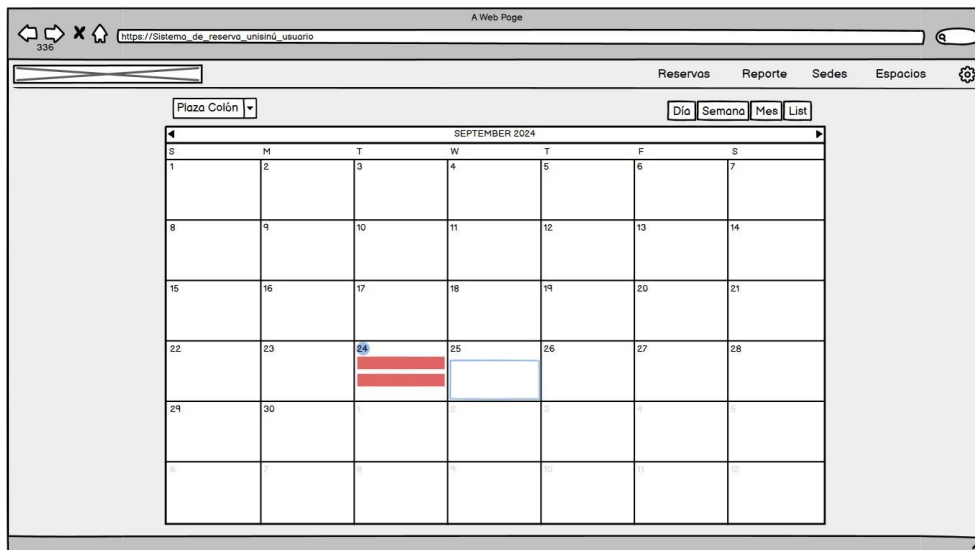 A Web Page
336
https://Sistema_de_reserva_unisinú_usuario
Reservas Reporte Sedes Espacios
Plaza Colón
Día Semana Mes List
SEPTEMBER 2024
S M T W T F S
1 2 3 4 5 6 7
8 9 10 11 12 13 14
15 16 17 18 19 20 21
22 23 24 25 26 27 28
29 30 1 2 3 4 5
6 7 8 9 10 11 12